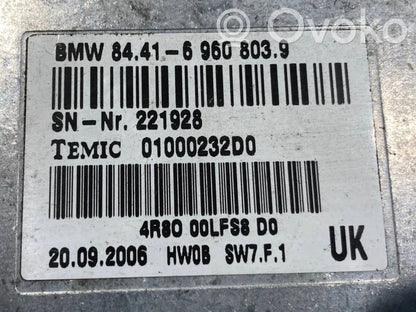 Ovoko
BMW 84.41-6 960 803.9
SN-Nr. 221928
TEMIC 01000232D0
4R80 00LFS8 D0
20.09.2006 HW0B SW7.F.1 UK